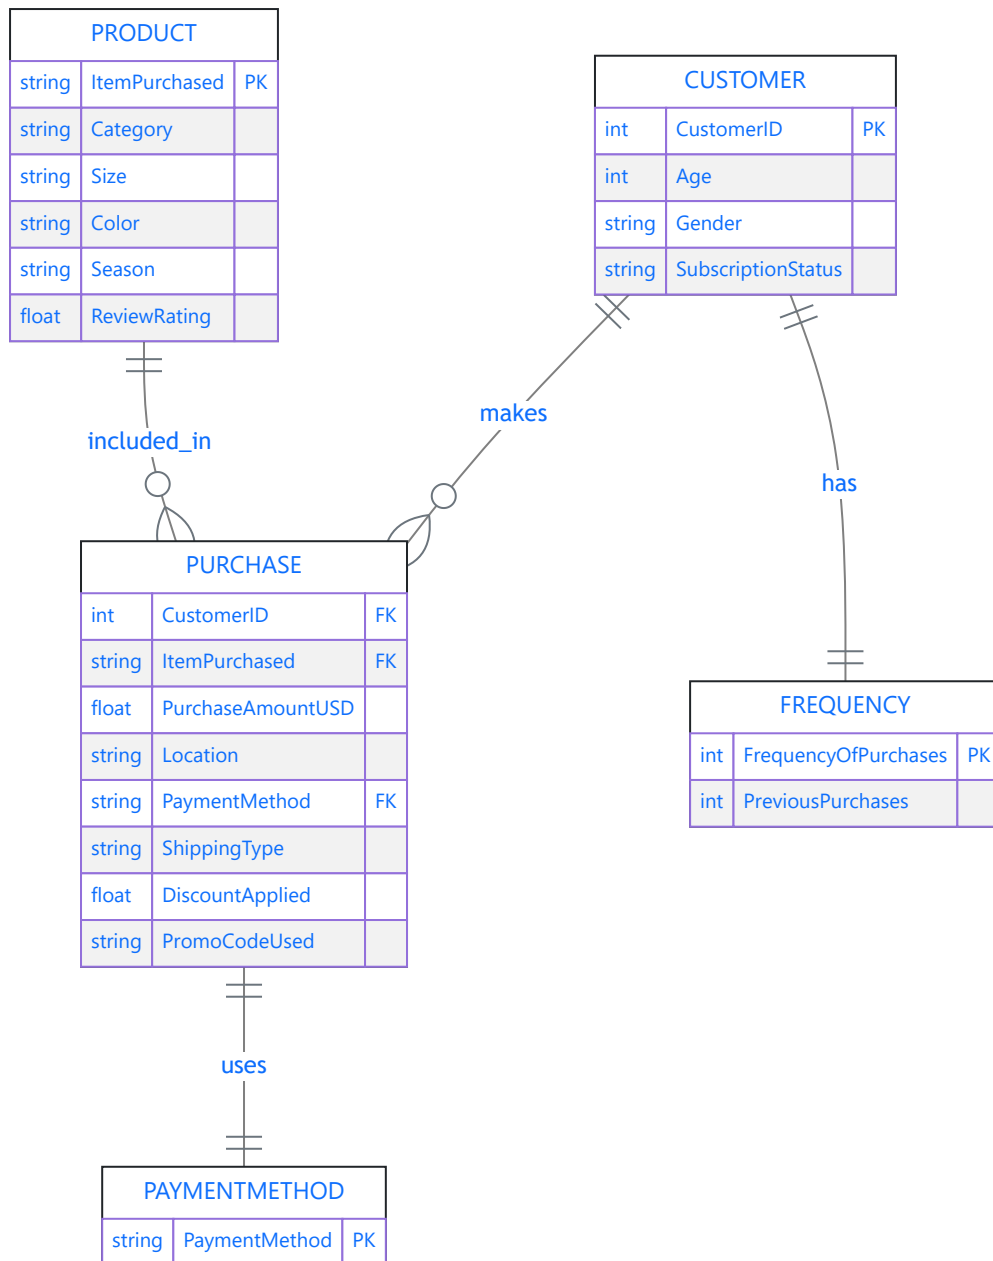 PRODUCT
string ItemPurchased PK
string Category
string Size
string Color
string Season
float ReviewRating
CUSTOMER
int CustomerID PK
int Age
string Gender
string SubscriptionStatus
included_in
makes
has
PURCHASE
int CustomerID FK
string ItemPurchased FK
float PurchaseAmountUSD
string Location
string PaymentMethod FK
string ShippingType
float DiscountApplied
string PromoCodeUsed
FREQUENCY
int FrequencyOfPurchases PK
int PreviousPurchases
uses
PAYMENTMETHOD
string PaymentMethod PK